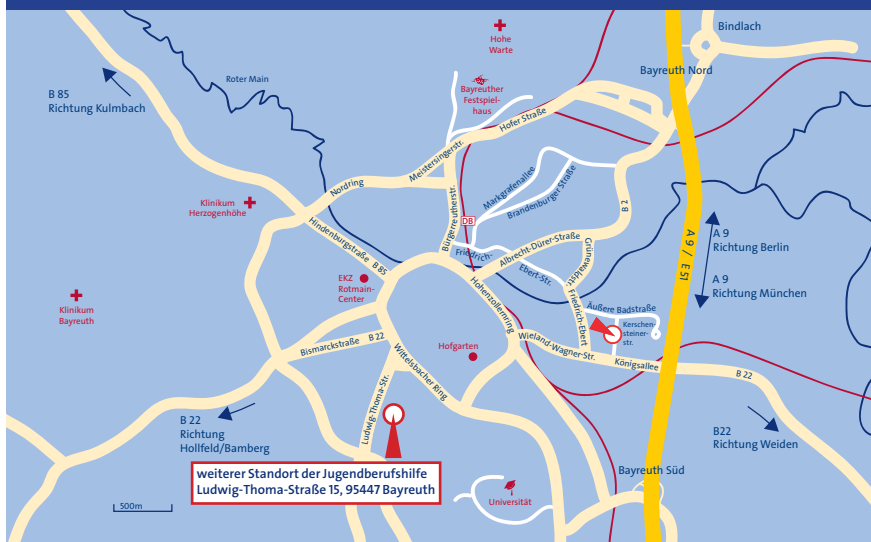 Bindlach
Hohe
Warte
Bayreuth Nord
Roter Main
B 85
Richtung Kulmbach
Bayreuther
Festspiel-
haus
Hofer Straße
Meistersingerstr.
Nordring
Markgrafenallee
Brandenburger Straße
B 2
Klinikum
Herzogenhöhe
Hindenburgstraße B 85
Bürgerreutherstr.
DB
Friedrich-
Ebert-Str.
Albrecht-Dürer-Straße
Grünewaldstr.
A 9 / E 51
A 9
Richtung Berlin
A 9
Richtung München
EKZ
Rotmain-
Center
Klinikum
Bayreuth
Hohenzollernring
Friedrich-Ebert
Äußere Badstraße
Kerschen-
steiner-
str.
Bismarckstraße B 22
Wittelsbacher Ring
Hofgarten
Wieland-Wagner-Str.
Königsallee
B 22
Ludwig-Thoma-Str.
B 22
Richtung
Hollfeld/Bamberg
B22
Richtung Weiden
weiterer Standort der Jugendberufshilfe
Ludwig-Thoma-Straße 15, 95447 Bayreuth
Bayreuth Süd
Universität
500m